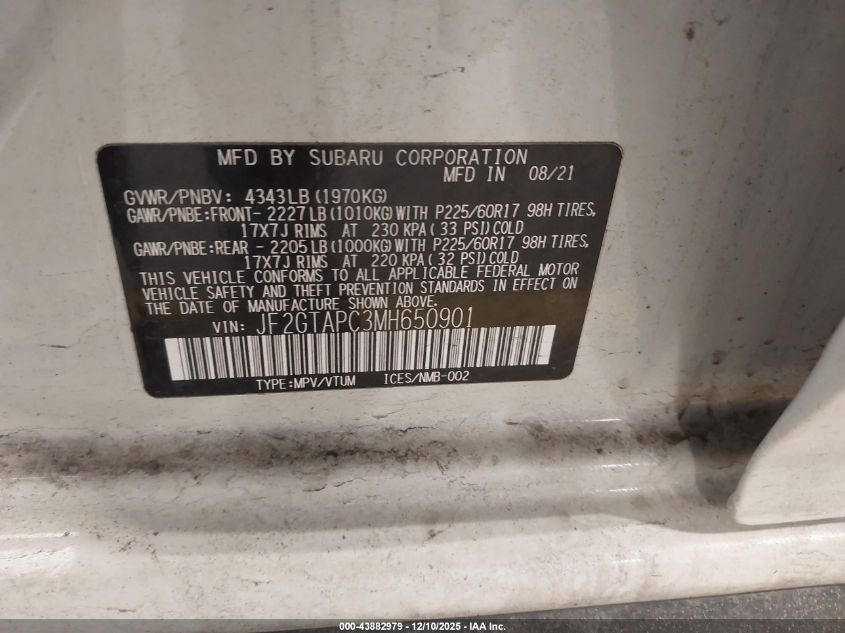 MFD BY SUBARU CORPORATION
MFD IN 08/21
GVWR/PNBV: 4343LB (1970KG)
GAWR/PNBE:FRONT- 2227LB (1010KG) WITH P225/60R17 98H TIRES,
17X7J RIMS AT 230 KPA ( 33 PSI) COLD
GAWR/PNBE:REAR - 2205LB (1000KG) WITH P225/60R17 98H TIRES,
17X7J RIMS AT 220 KPA ( 32 PSI) COLD
THIS VEHICLE CONFORMS TO ALL APPLICABLE FEDERAL MOTOR
VEHICLE SAFETY AND THEFT PREVENTION STANDARDS IN EFFECT ON
THE DATE OF MANUFACTURE SHOWN ABOVE.
VIN: JF2GTAPC3MH650901
TYPE:MPV/VTUM ICES/NMB-002
000-43882979 - 12/10/2025 - IAA Inc.